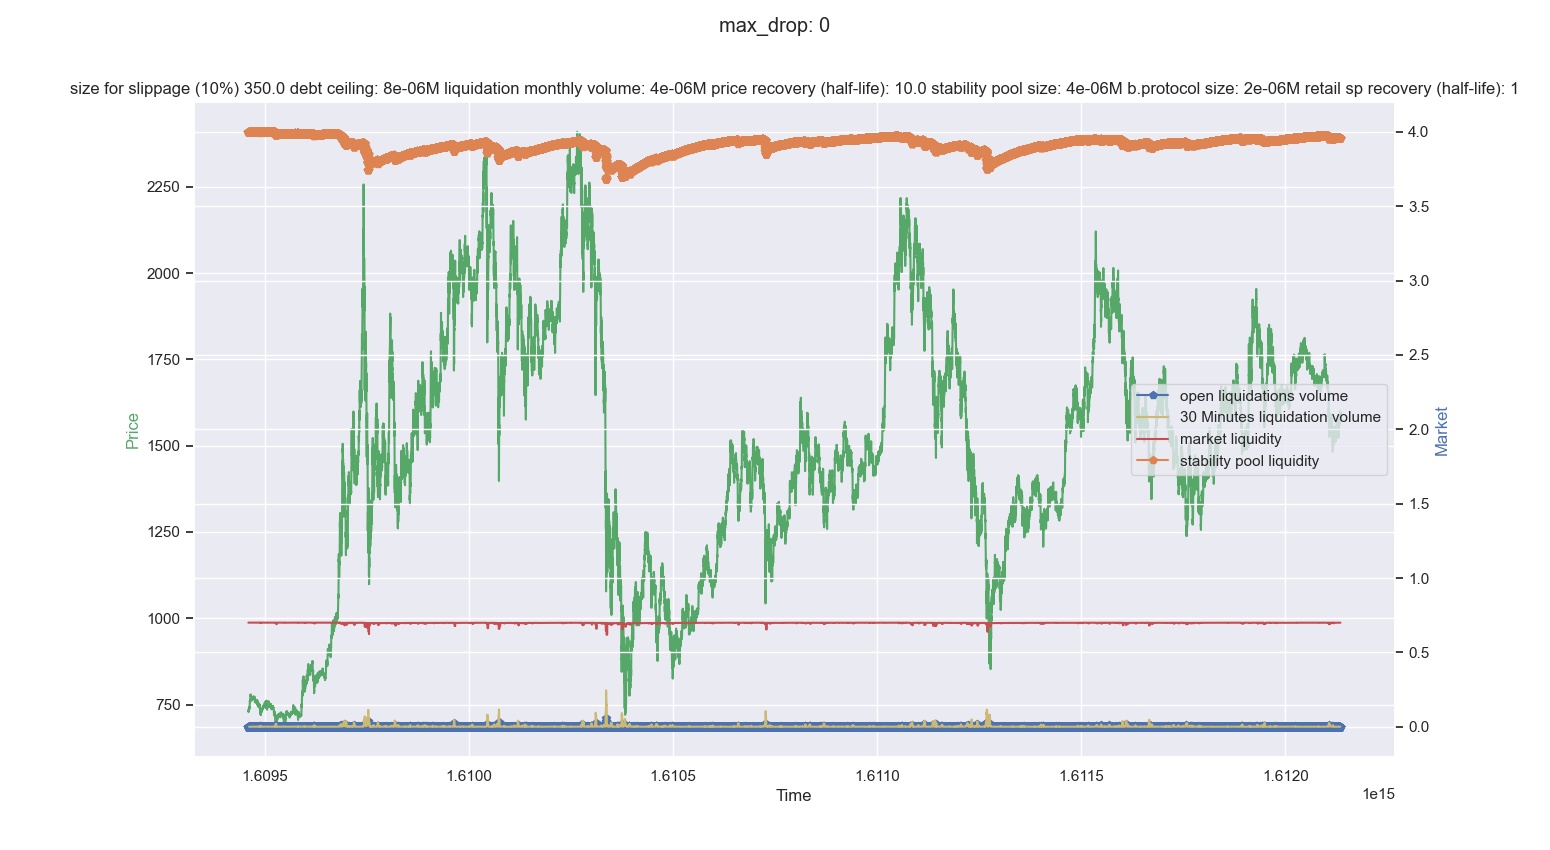 max_drop: 0
size for slippage (10%) 350.0 debt ceiling: 8e-06M liquidation monthly volume: 4e-06M price recovery (half-life): 10.0 stability pool size: 4e-06M b.protocol size: 2e-06M retail sp recovery (half-life): 1
2250
2000
1750
1500
1250
1000
750
Price
4.0
3.5
3.0
2.5
2.0
1.5
1.0
0.5
0.0
Market
open liquidations volume
30 Minutes liquidation volume
market liquidity
stability pool liquidity
1.6095 1.6100 1.6105 1.6110 1.6115 1.6120
Time
1e15